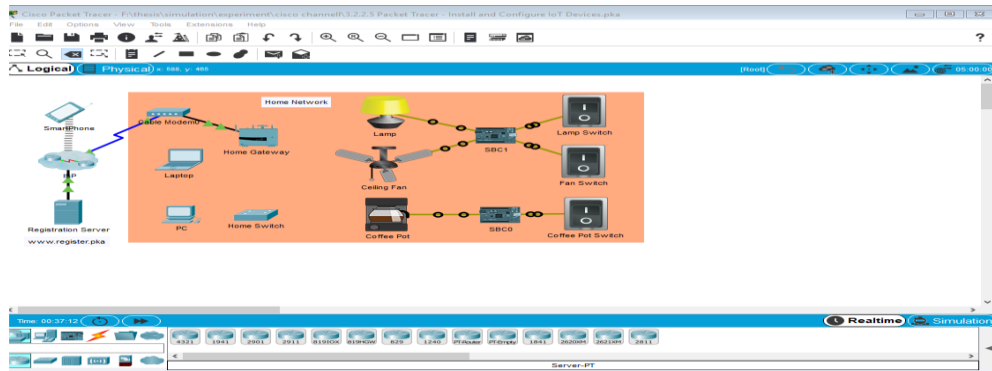 Cisco Packet Tracer - F:\thesis\simulation\experiment\cisco channell\3.2.2.5 Packet Tracer - Install and Configure IoT Devices.pka
File Edit Options View Tools Extensions Help
?
Logical Physical x: 588, y: 465 [Root] 05:00:00
Home Network
SmartPhone
Cable Modem0
Home Gateway
Lamp
SBC1
Lamp Switch
Laptop
Ceiling Fan
Fan Switch
Registration Server
www.register.pka
PC
Home Switch
Coffee Pot
SBC0
Coffee Pot Switch
Time: 00:37:12
Realtime Simulation
4321 1941 2901 2911 819IOX 819HGW 829 1240 PT-Router PT-Empty 1841 2620XM 2621XM 2811
Server-PT